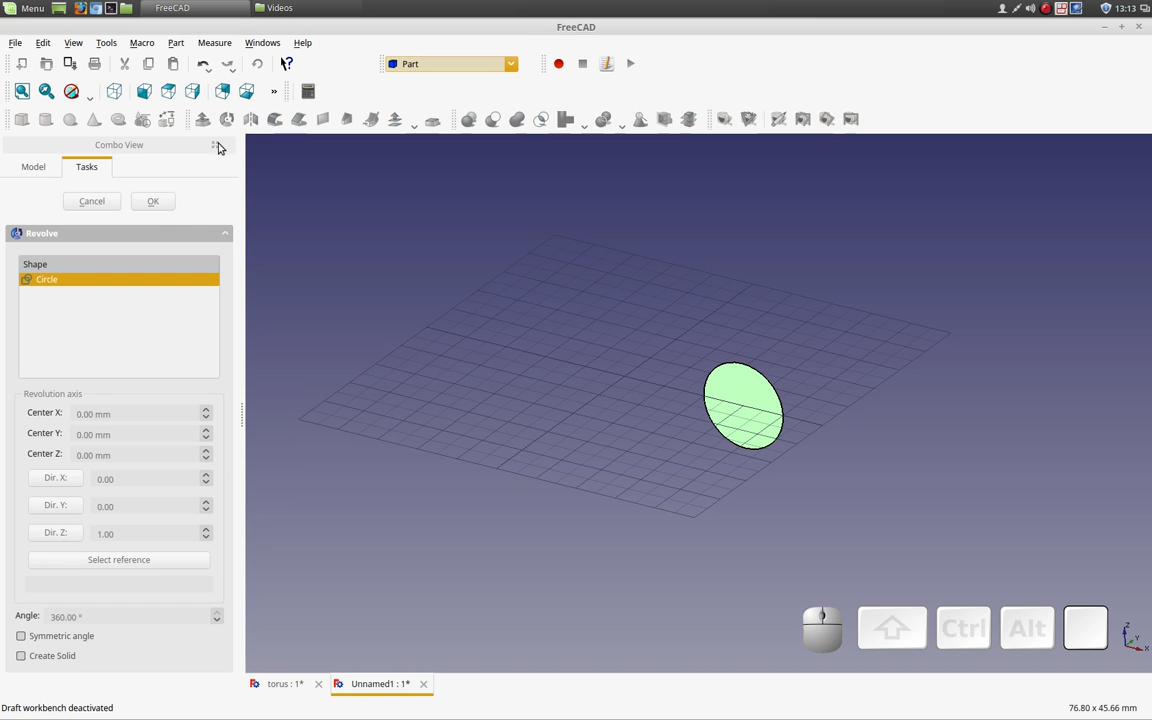 Menu
FreeCAD
Videos
13:13
FreeCAD
File Edit View Tools Macro Part Measure Windows Help
Part
»
Combo View
Model Tasks
Cancel OK
Revolve
Shape
Circle
Revolution axis
Center X: 0.00 mm
Center Y: 0.00 mm
Center Z: 0.00 mm
Dir. X: 0.00
Dir. Y: 0.00
Dir. Z: 1.00
Select reference
Angle: 360.00 °
Symmetric angle
Create Solid
Ctrl Alt
Z
Y
X
torus : 1* Unnamed1 : 1*
Draft workbench deactivated 76.80 x 45.66 mm